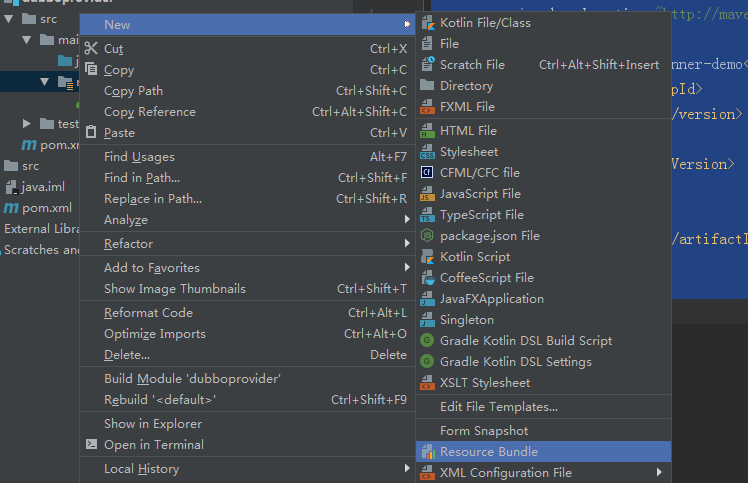 src
mai
test
pom.x
src
java.iml
pom.xml
External Libra
Scratches and
New
Cut Ctrl+X
Copy Ctrl+C
Copy Path Ctrl+Shift+C
Copy Reference Ctrl+Alt+Shift+C
Paste Ctrl+V
Find Usages Alt+F7
Find in Path... Ctrl+Shift+F
Replace in Path... Ctrl+Shift+R
Analyze
Refactor
Add to Favorites
Show Image Thumbnails Ctrl+Shift+T
Reformat Code Ctrl+Alt+L
Optimize Imports Ctrl+Alt+O
Delete... Delete
Build Module 'dubboprovider'
Rebuild '<default>' Ctrl+Shift+F9
Show in Explorer
Open in Terminal
Local History
Kotlin File/Class
File
Scratch File Ctrl+Alt+Shift+Insert
Directory
FXML File
HTML File
Stylesheet
CFML/CFC file
JavaScript File
TypeScript File
package.json File
Kotlin Script
CoffeeScript File
JavaFXApplication
Singleton
Gradle Kotlin DSL Build Script
Gradle Kotlin DSL Settings
XSLT Stylesheet
Edit File Templates...
Form Snapshot
Resource Bundle
XML Configuration File
"http://mave
nner-demo<
pId>
/version>
Version>
/artifactI